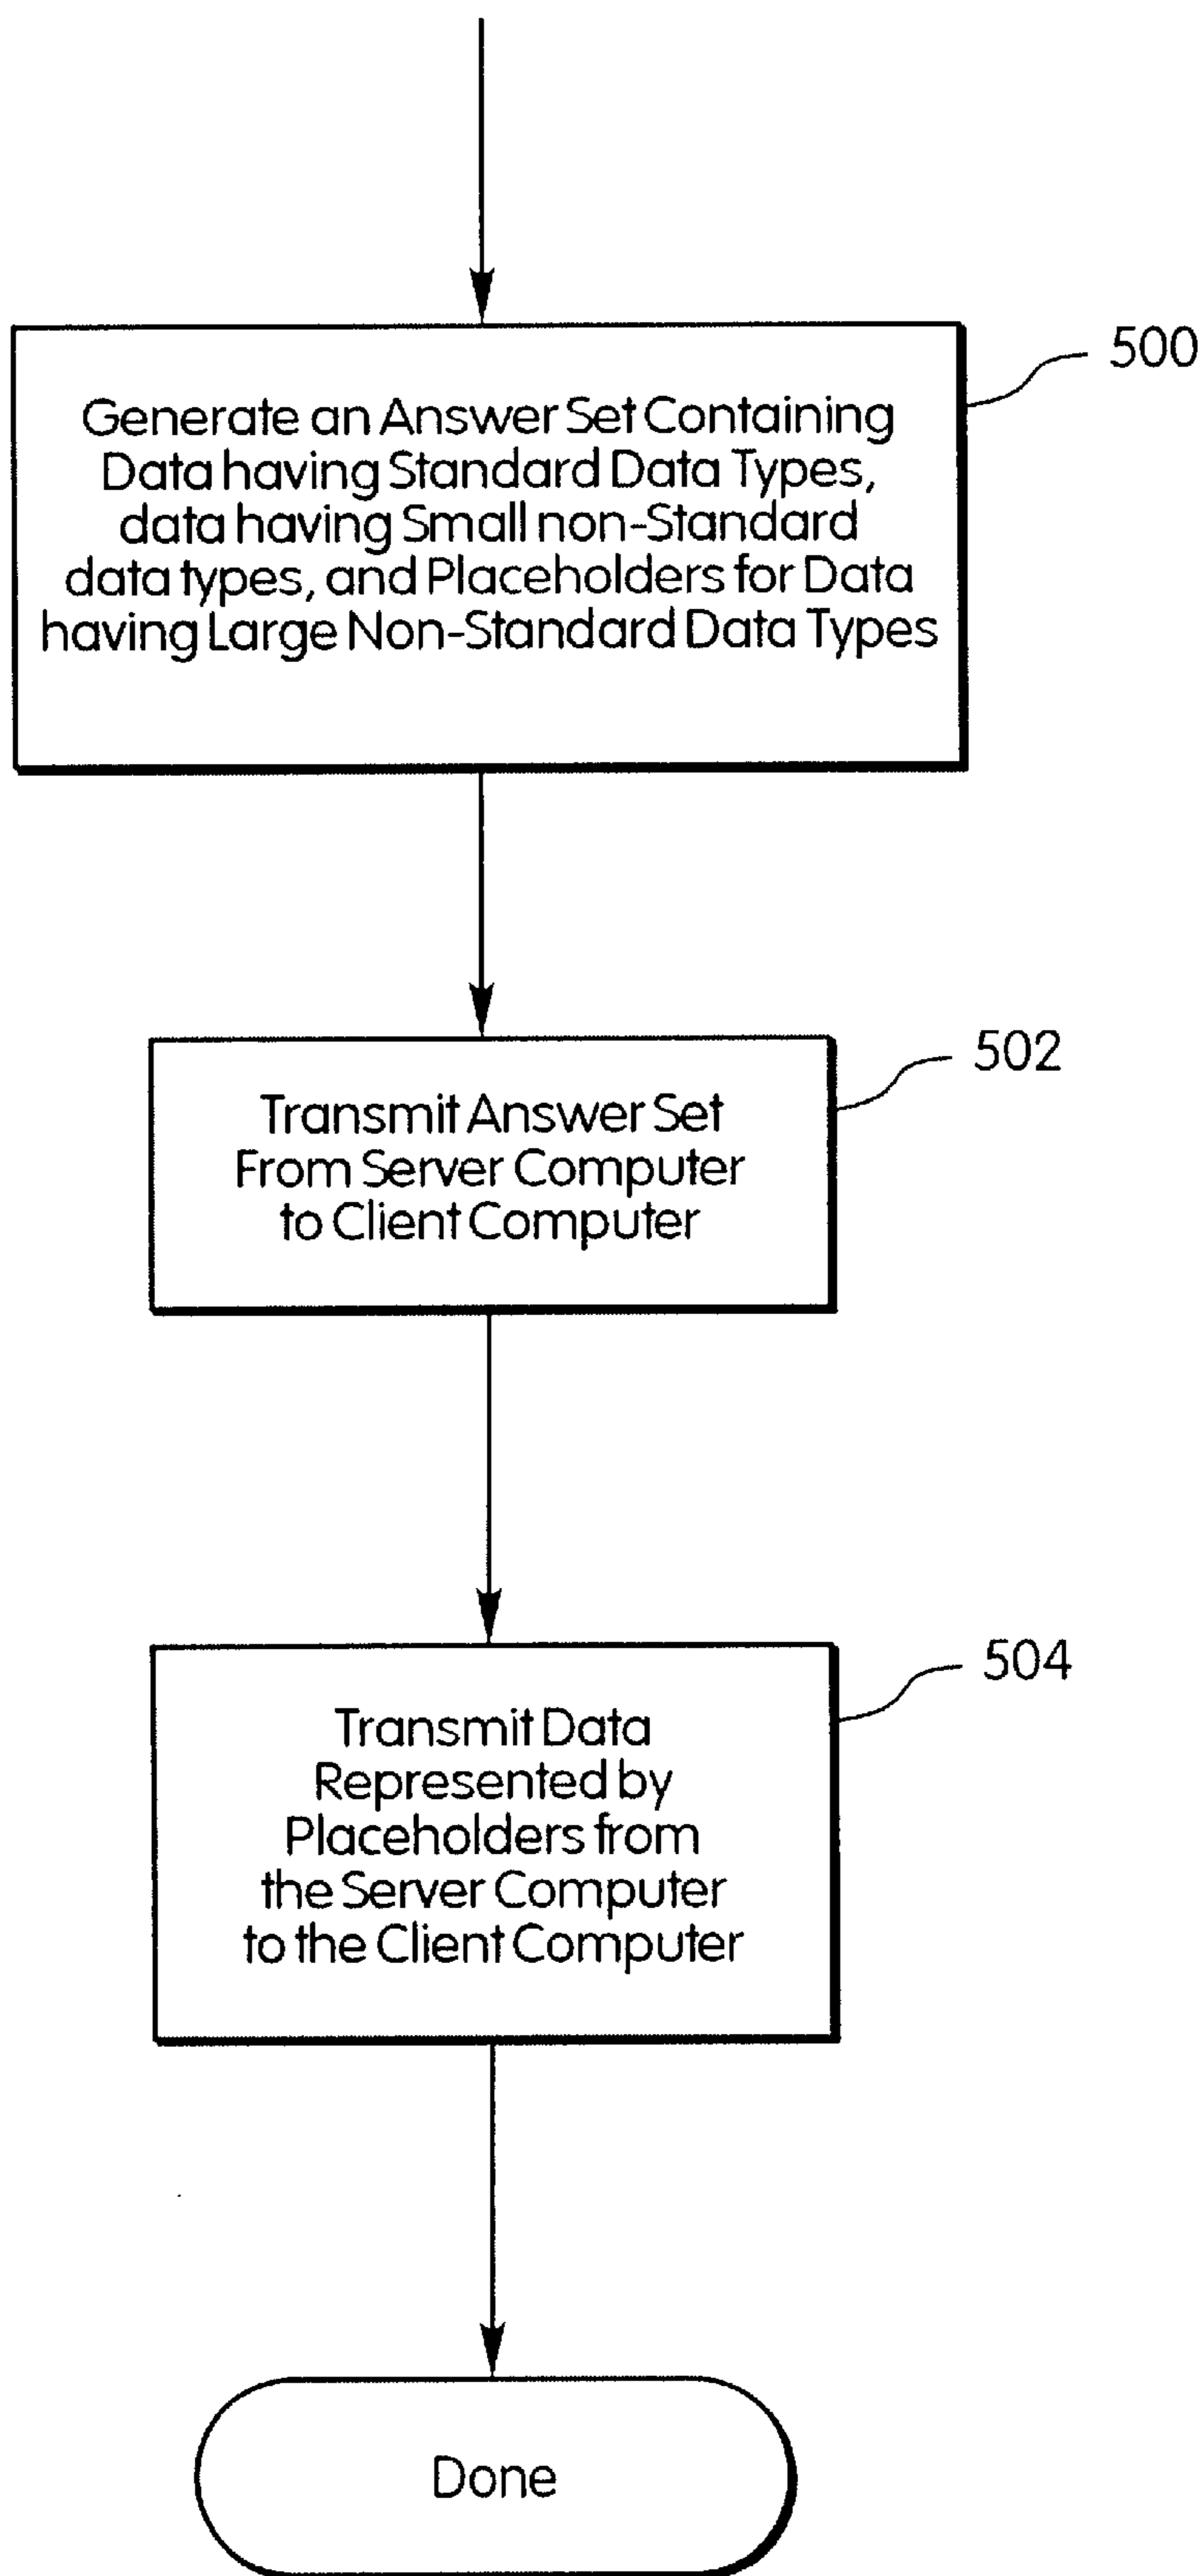 500
Generate an Answer Set Containing
Data having Standard Data Types,
data having Small non-Standard
data types, and Placeholders for Data
having Large Non-Standard Data Types
502
Transmit Answer Set
From Server Computer
to Client Computer
504
Transmit Data
Represented by
Placeholders from
the Server Computer
to the Client Computer
Done